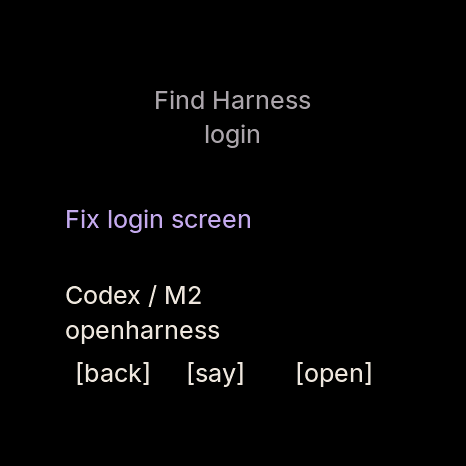 Find Harness
login
Fix login screen
Codex / M2
openharness
[back] [say] [open]